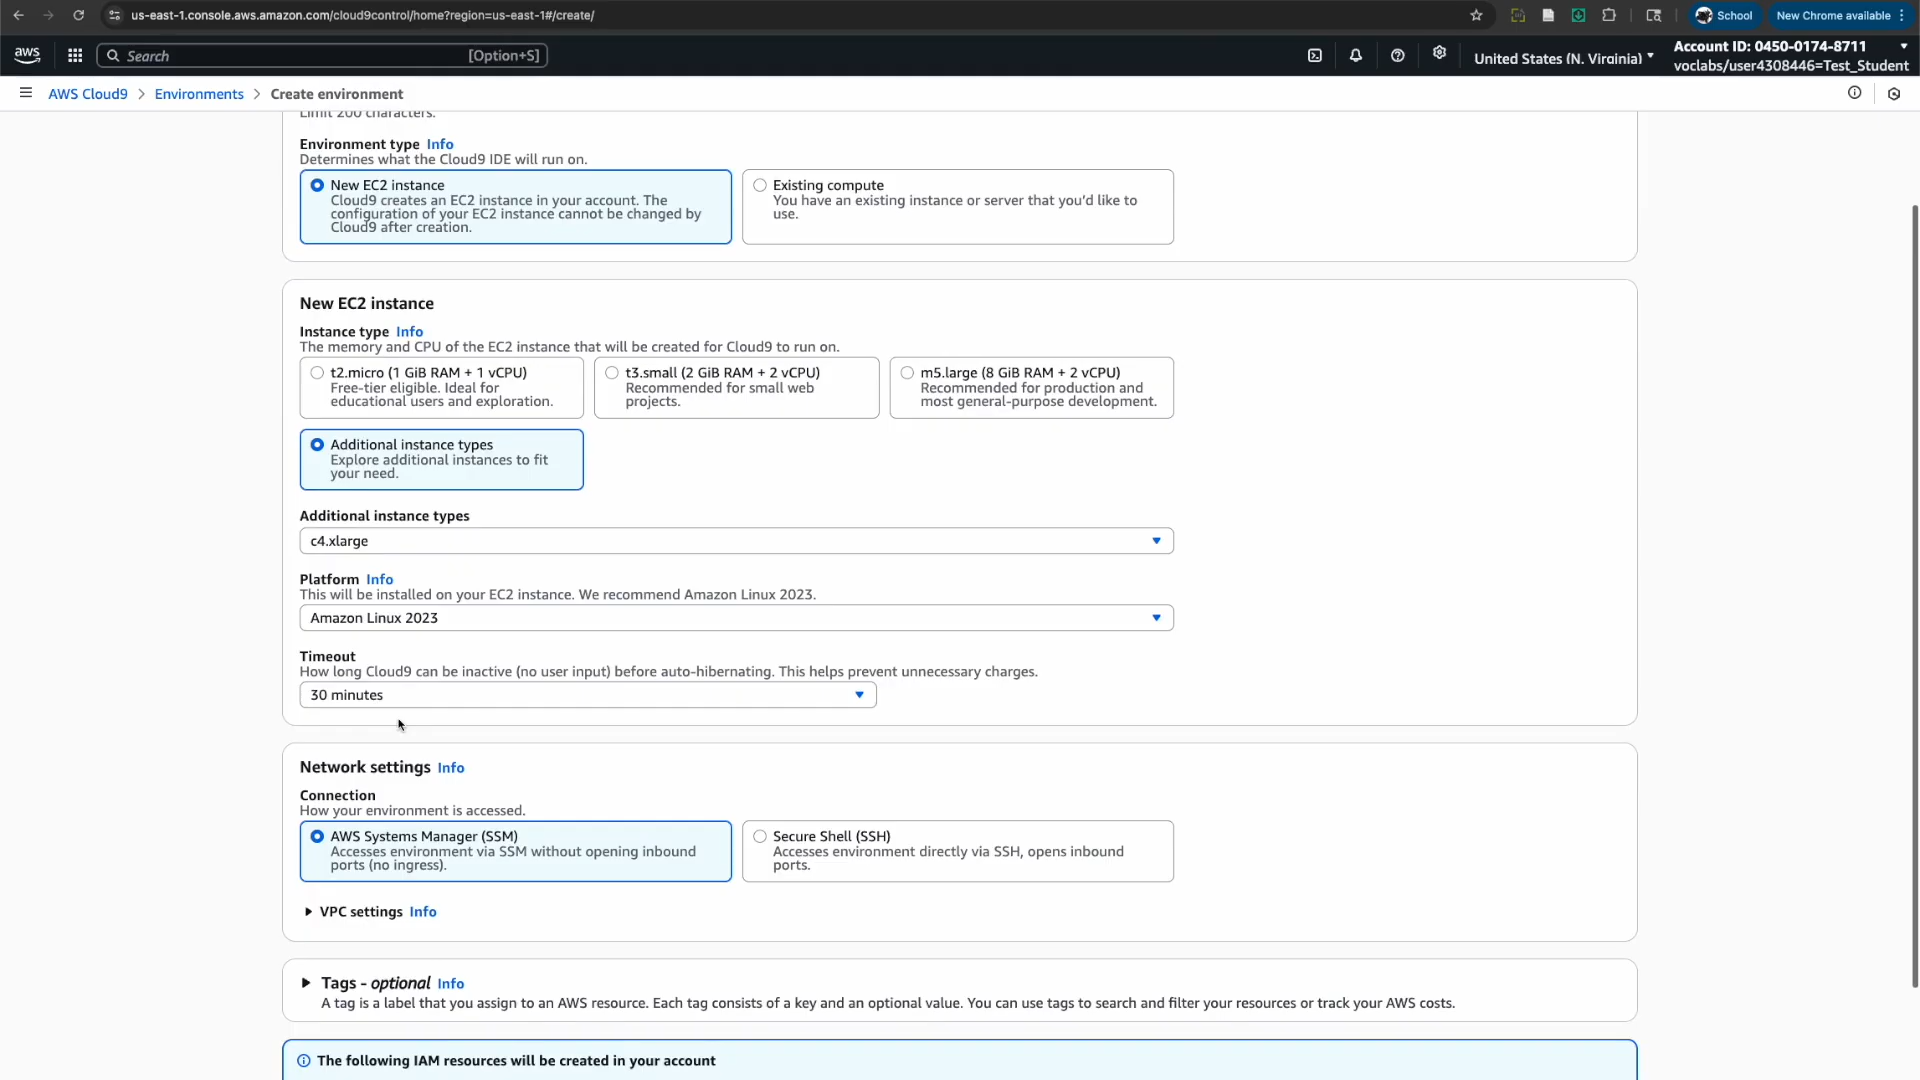 us-east-1.console.aws.amazon.com/cloud9control/home?region=us-east-1#/create/
School
New Chrome available
aws
Search
[Option+S]
United States (N. Virginia)
Account ID: 0450-0174-8711
voclabs/user4308446=Test_Student
AWS Cloud9 > Environments > Create environment
Limit 200 characters.
Environment type Info
Determines what the Cloud9 IDE will run on.
New EC2 instance
Cloud9 creates an EC2 instance in your account. The
configuration of your EC2 instance cannot be changed by
Cloud9 after creation.
Existing compute
You have an existing instance or server that you'd like to
use.
New EC2 instance
Instance type Info
The memory and CPU of the EC2 instance that will be created for Cloud9 to run on.
t2.micro (1 GiB RAM + 1 vCPU)
Free-tier eligible. Ideal for
educational users and exploration.
t3.small (2 GiB RAM + 2 vCPU)
Recommended for small web
projects.
m5.large (8 GiB RAM + 2 vCPU)
Recommended for production and
most general-purpose development.
Additional instance types
Explore additional instances to fit
your need.
Additional instance types
c4.xlarge
Platform Info
This will be installed on your EC2 instance. We recommend Amazon Linux 2023.
Amazon Linux 2023
Timeout
How long Cloud9 can be inactive (no user input) before auto-hibernating. This helps prevent unnecessary charges.
30 minutes
Network settings Info
Connection
How your environment is accessed.
AWS Systems Manager (SSM)
Accesses environment via SSM without opening inbound
ports (no ingress).
Secure Shell (SSH)
Accesses environment directly via SSH, opens inbound
ports.
VPC settings Info
Tags - optional Info
A tag is a label that you assign to an AWS resource. Each tag consists of a key and an optional value. You can use tags to search and filter your resources or track your AWS costs.
The following IAM resources will be created in your account